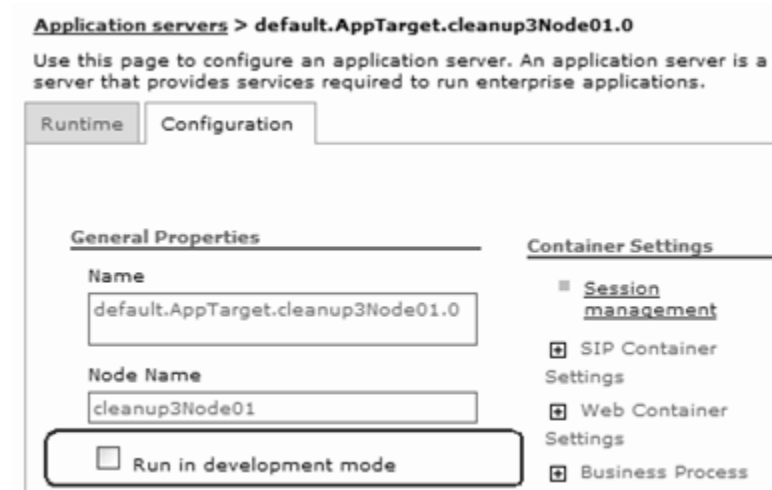 Application servers > default.AppTarget.cleanup3Node01.0
Use this page to configure an application server. An application server is a
server that provides services required to run enterprise applications.
Runtime
Configuration
General Properties
Name
default.AppTarget.cleanup3Node01.0
Node Name
cleanup3Node01
Run in development mode
Container Settings
Session
management
SIP Container
Settings
Web Container
Settings
Business Process